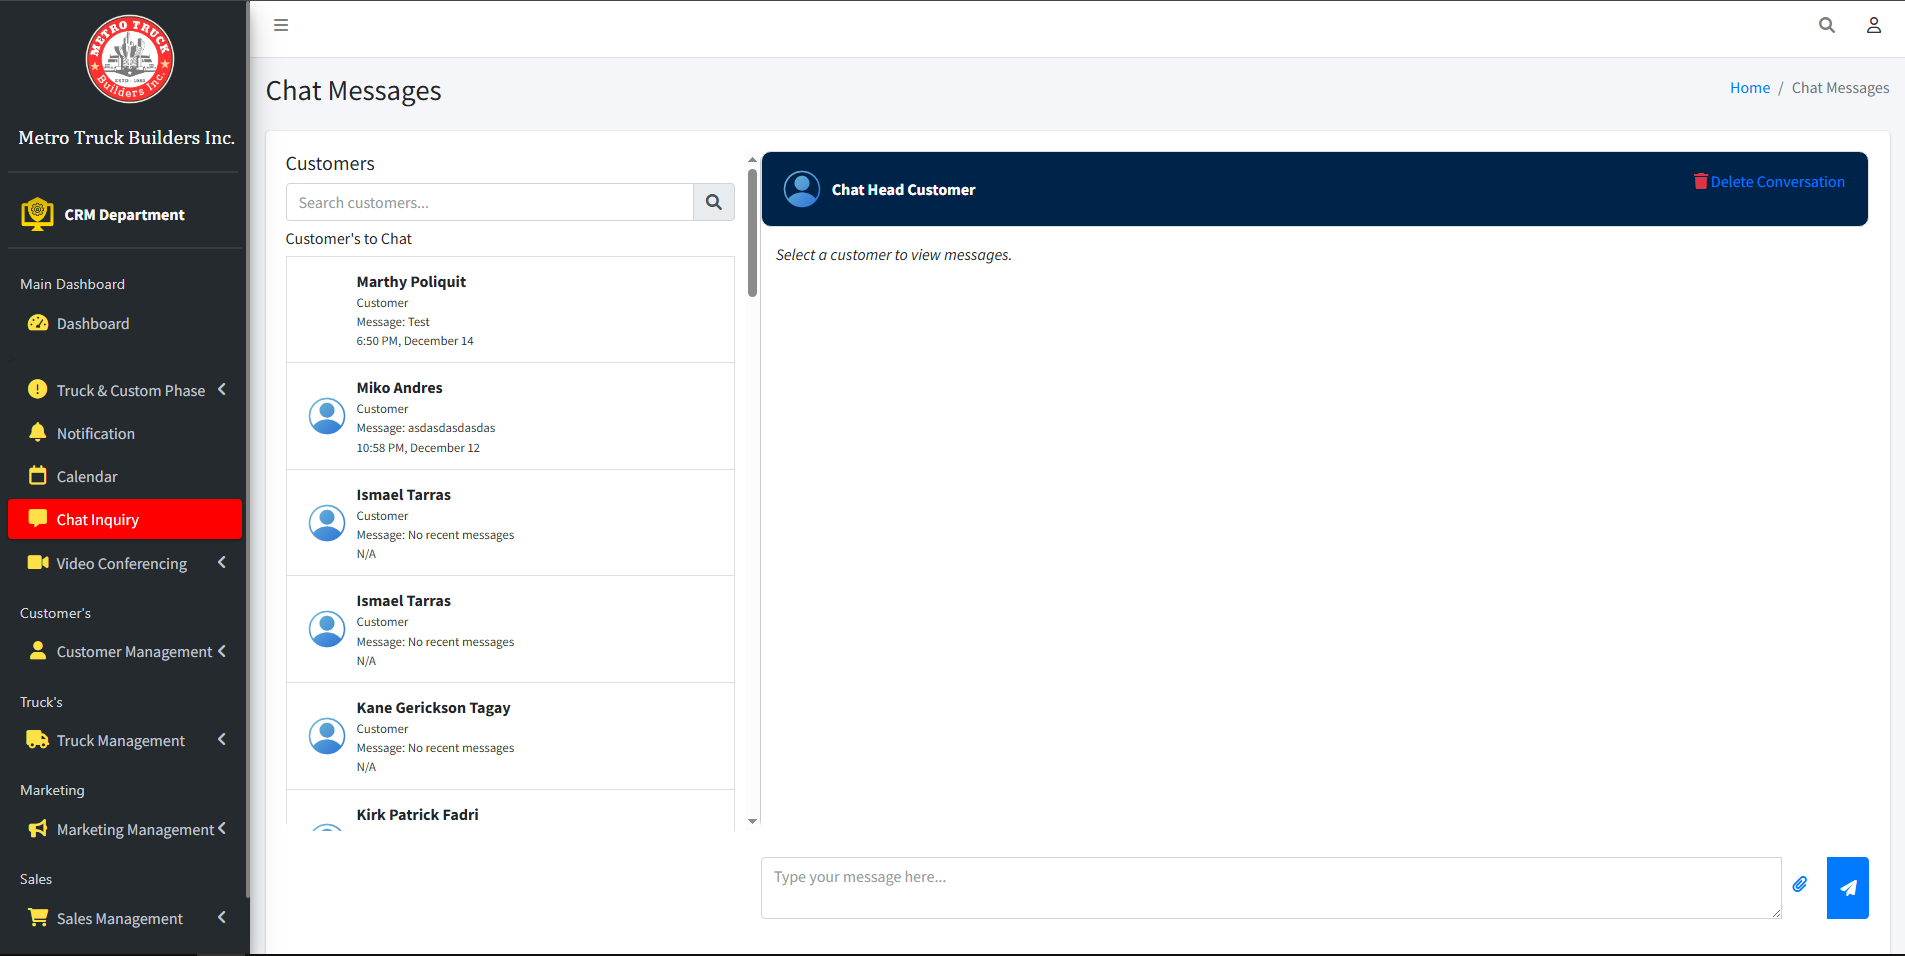 METRO TRUCK
ESTD - 1990
Builders Inc.
Metro Truck Builders Inc.
CRM Department
Main Dashboard
Dashboard
Truck & Custom Phase
Notification
Calendar
Chat Inquiry
Video Conferencing
Customer's
Customer Management
Truck's
Truck Management
Marketing
Marketing Management
Sales
Sales Management
Chat Messages
Home / Chat Messages
Customers
Search customers...
Customer's to Chat
Marthy Poliquit
Customer
Message: Test
6:50 PM, December 14
Miko Andres
Customer
Message: asdasdasdasdas
10:58 PM, December 12
Ismael Tarras
Customer
Message: No recent messages
N/A
Ismael Tarras
Customer
Message: No recent messages
N/A
Kane Gerickson Tagay
Customer
Message: No recent messages
N/A
Kirk Patrick Fadri
Chat Head Customer
Delete Conversation
Select a customer to view messages.
Type your message here...